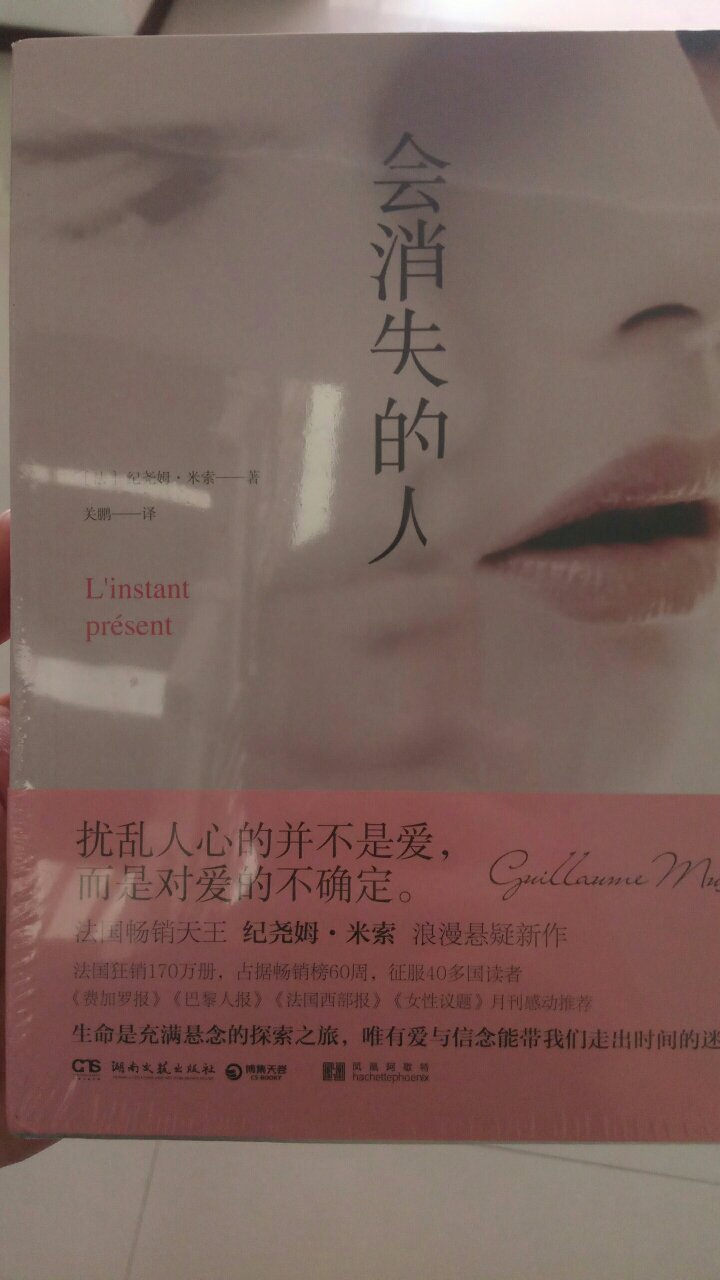 会消失的人
[法] 纪尧姆·米索——著
关鹏——译
L'instant
présent
扰乱人心的并不是爱，
而是对爱的不确定。
Guillaume
法国畅销天王 纪尧姆·米索 浪漫悬疑新作
法国狂销170万册，占据畅销榜60周，征服40多国读者
《费加罗报》《巴黎人报》《法国西部报》《女性议题》月刊感动推荐
生命是充满悬念的探索之旅，唯有爱与信念能带我们走出时间的迷
湖南文艺出版社
博集天卷
CS-BOOKY
凤凰阿歇特
hachettephoenix